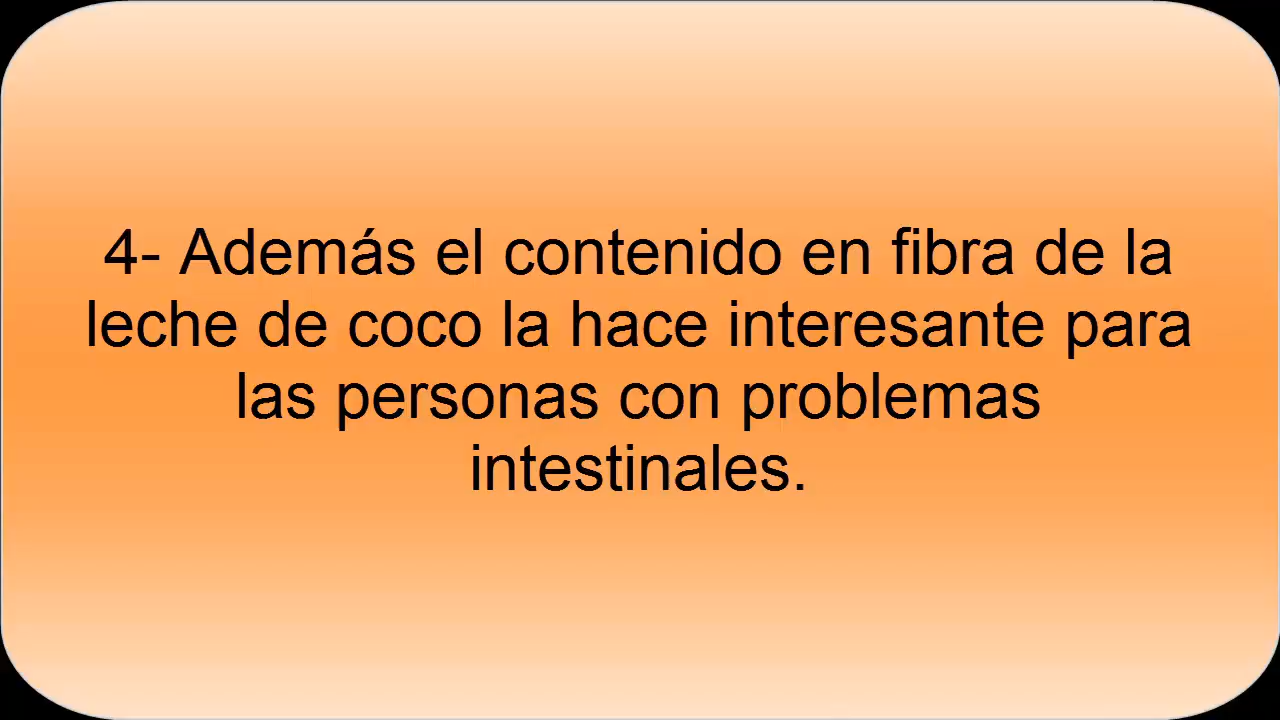 4- Además el contenido en fibra de la
leche de coco la hace interesante para
las personas con problemas
intestinales.